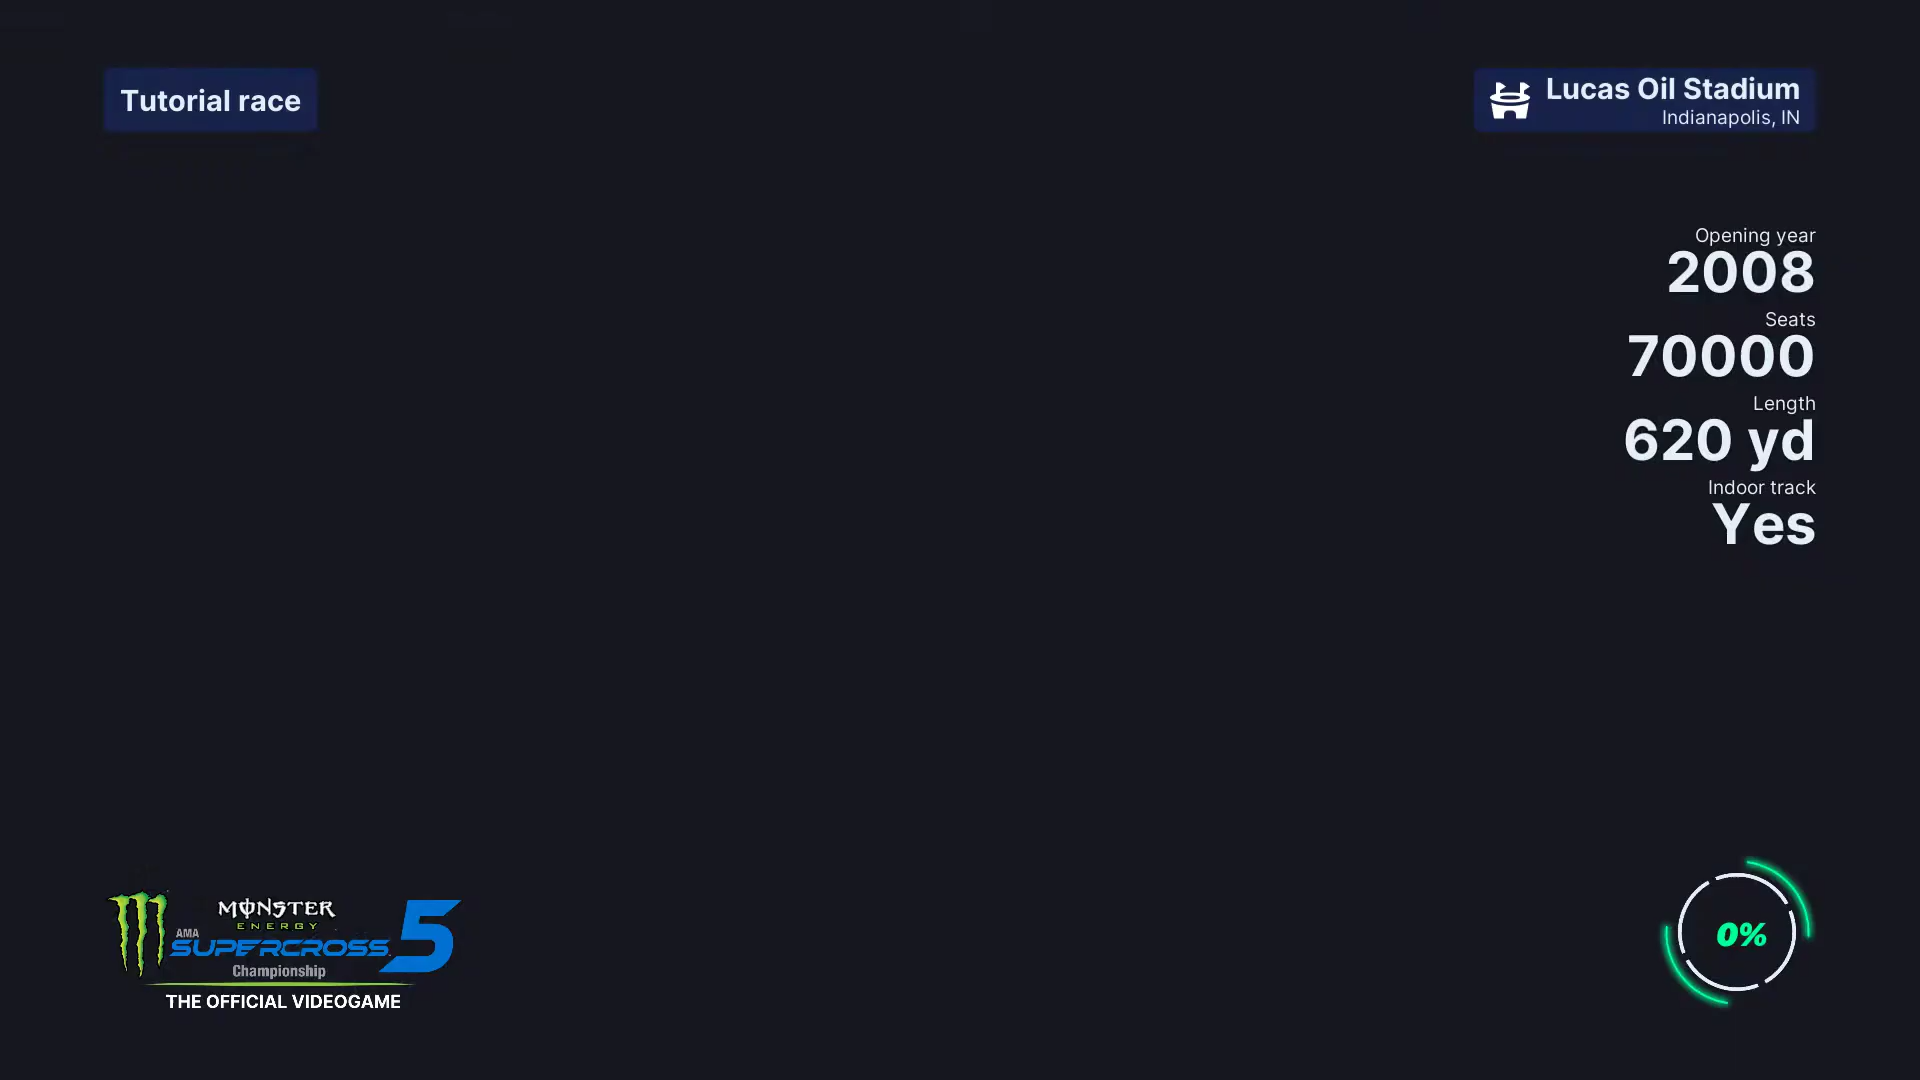 Tutorial race
Lucas Oil Stadium
Indianapolis, IN
Opening year
2008
Seats
70000
Length
620 yd
Indoor track
Yes
MONSTER
ENERGY
AMA
SUPERCROSS 5
Championship
THE OFFICIAL VIDEOGAME
0%